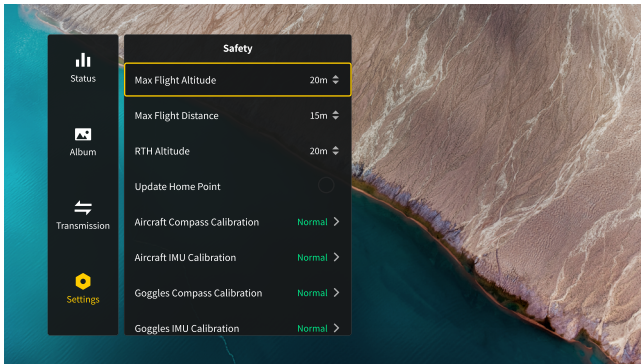 Safety
Status
Album
Transmission
Settings
Max Flight Altitude 20m
Max Flight Distance 15m
RTH Altitude 20m
Update Home Point
Aircraft Compass Calibration Normal
Aircraft IMU Calibration Normal
Goggles Compass Calibration Normal
Goggles IMU Calibration Normal